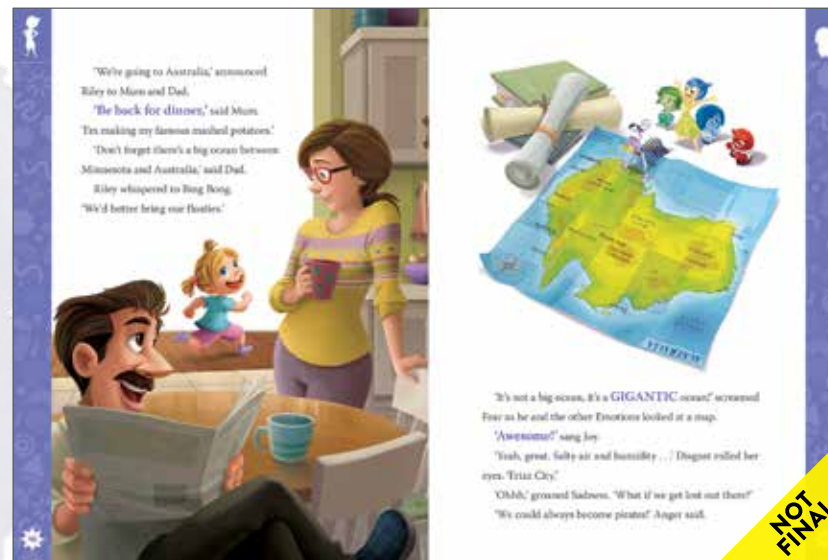 'We're going to Australia,' announced
Riley to Mum and Dad.
'Be back for dinner,' said Mum.
'I'm making my famous mashed potatoes.'
'Don't forget there's a big ocean between
Minnesota and Australia,' said Dad.
Riley whispered to Bing Bong.
'We'd better bring our floaties.'
AUSTRALIA
'It's not a big ocean, it's a GIGANTIC ocean!' screamed
Fear as he and the other Emotions looked at a map.
'Awesome!' sang Joy.
'Yeah, great. Salty air and humidity . . .' Disgust rolled her
eyes. 'Frizz City.'
'Ohhh,' groaned Sadness. 'What if we get lost out there?'
'We could always become pirates!' Anger said.
NOT
FINAL